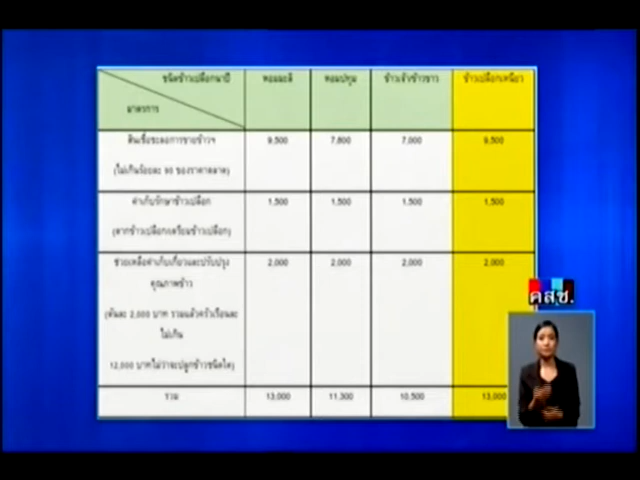 ชนิดข้าวเปลือกนาปี
หอมมะลิ
หอมปทุม
ข้าวเจ้าข้าวขาว
ข้าวเปลือกเหนียว
มาตรการ
สินเชื่อชะลอการขายข้าวฯ
9,500
7,800
7,000
9,500
(ไม่เกินร้อยละ 90 ของราคาตลาด)
ค่าเก็บรักษาข้าวเปลือก
1,500
1,500
1,500
1,500
(ตากข้าวเปลือก/เตรียมข้าวเปลือก)
ช่วยเหลือค่าเก็บเกี่ยวและปรับปรุง
2,000
2,000
2,000
2,000
คุณภาพข้าว
(ตันละ 2,000 บาท รวมแล้วครัวเรือนละ
ไม่เกิน
12,000 บาทไม่ว่าจะปลูกข้าวชนิดใด)
รวม
13,000
11,300
10,500
13,000
คสช.